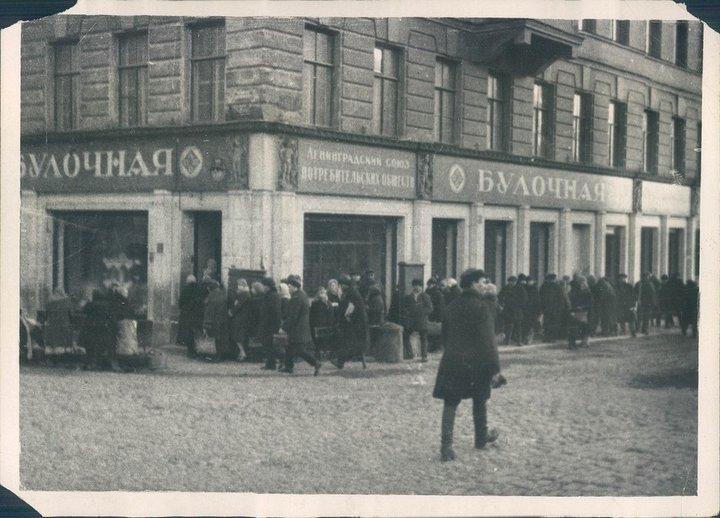 БУЛОЧНАЯ
Ленинградский Союз
потребительских обществ
БУЛОЧНАЯ